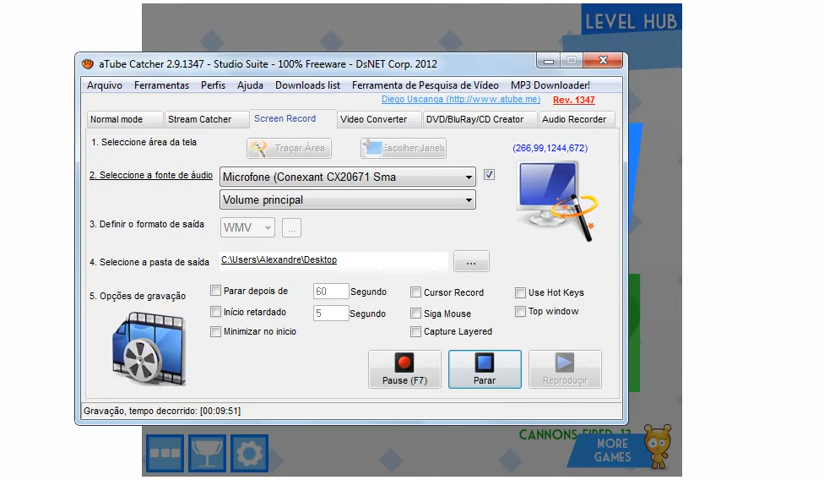 LEVEL HUB
aTube Catcher 2.9.1347 - Studio Suite - 100% Freeware - DsNET Corp. 2012
Arquivo Ferramentas Perfis Ajuda Downloads list Ferramenta de Pesquisa de Vídeo MP3 Downloader!
Diego Uscanga (http://www.atube.me) Rev. 1347
Normal mode Stream Catcher Screen Record Video Converter DVD/BluRay/CD Creator Audio Recorder
1. Seleccione área da tela Traçar Área Escolher Janel (266,99,1244,672)
2. Seleccione a fonte de áudio Microfone (Conexant CX20671 Sma
Volume principal
3. Definir o formato de saída WMV ...
4. Selecione a pasta de saída C:\Users\Alexandre\Desktop ...
5. Opções de gravação Parar depois de 60 Segundo Cursor Record Use Hot Keys
Início retardado 5 Segundo Siga Mouse Top window
Minimizar no inicio Capture Layered
Pause (F7) Parar Reproduçir
Gravação, tempo decorrido: [00:09:51]
CANNONS FIRED: 12
MORE
GAMES